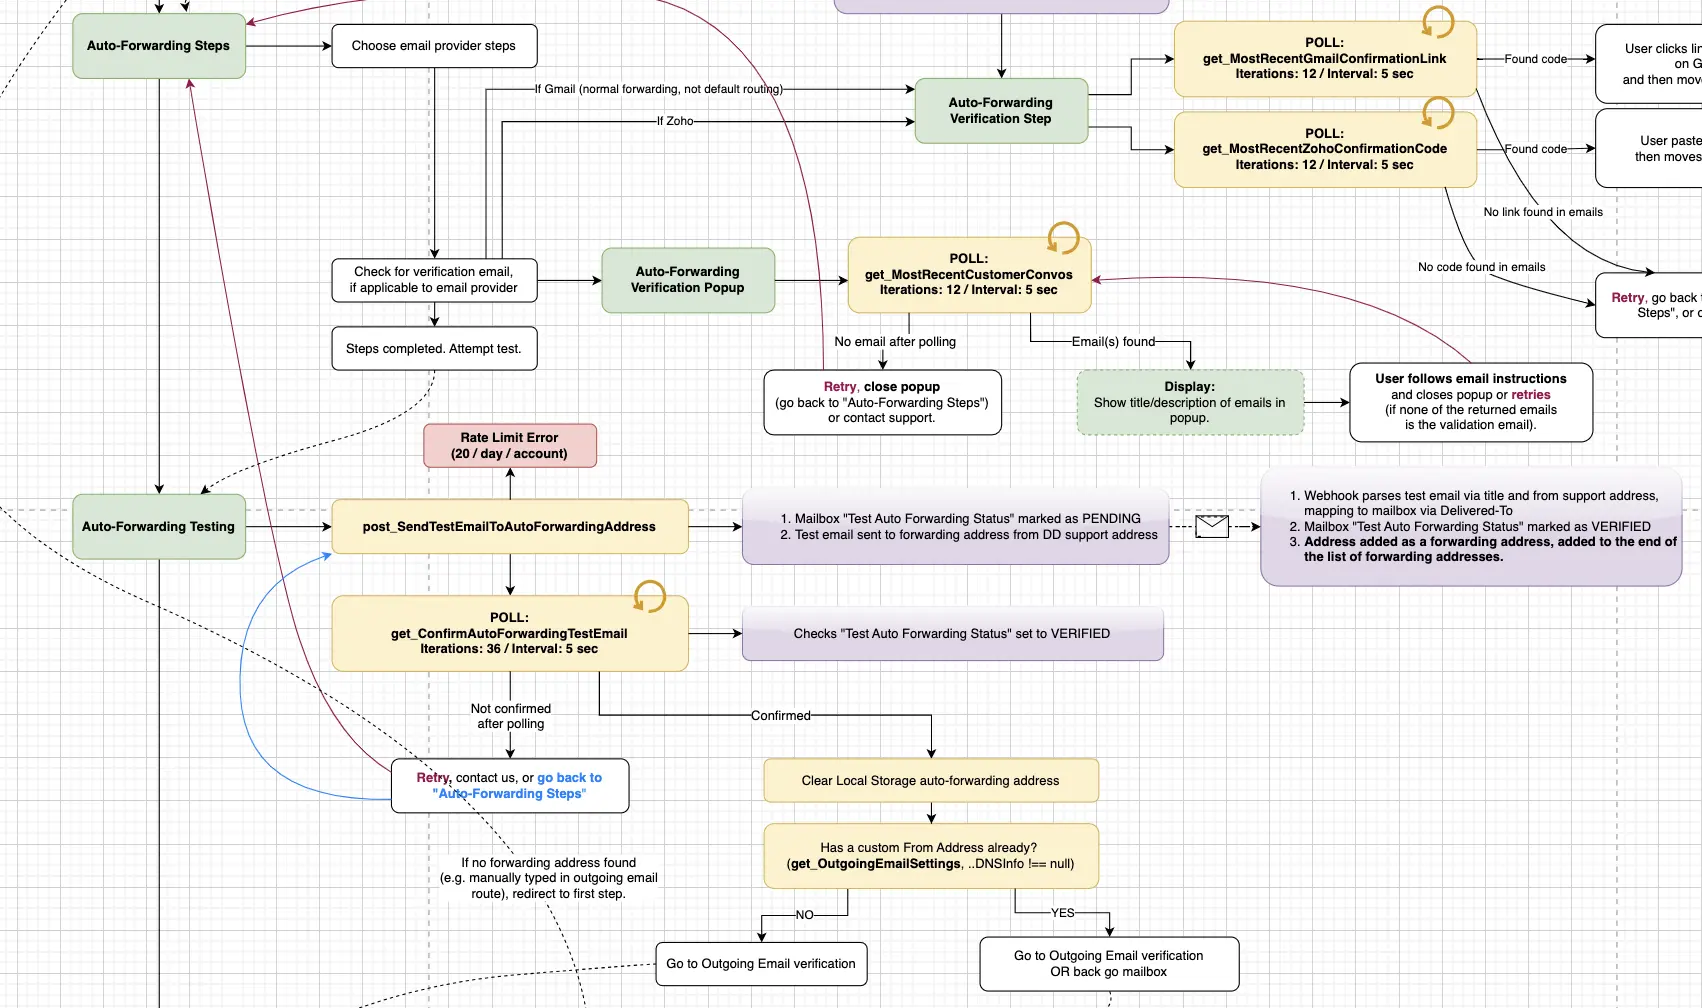 Auto-Forwarding Steps
Choose email provider steps
If Gmail (normal forwarding, not default routing)
If Zoho
Auto-Forwarding
Verification Step
POLL:
get_MostRecentGmailConfirmationLink
Iterations: 12 / Interval: 5 sec
Found code
User clicks
on G
and then mov
POLL:
get_MostRecentZohoConfirmationCode
Iterations: 12 / Interval: 5 sec
Found code
User paste
then moves
No link found in emails
No code found in emails
Retry, go back
Steps", or c
Check for verification email,
if applicable to email provider
Auto-Forwarding
Verification Popup
POLL:
get_MostRecentCustomerConvos
Iterations: 12 / Interval: 5 sec
Steps completed. Attempt test.
No email after polling
Email(s) found
Retry, close popup
(go back to "Auto-Forwarding Steps")
or contact support.
Display:
Show title/description of emails in
popup.
User follows email instructions
and closes popup or retries
(if none of the returned emails
is the validation email).
Rate Limit Error
(20 / day / account)
Auto-Forwarding Testing
post_SendTestEmailToAutoForwardingAddress
1. Mailbox "Test Auto Forwarding Status" marked as PENDING
2. Test email sent to forwarding address from DD support address
1. Webhook parses test email via title and from support address,
mapping to mailbox via Delivered-To
2. Mailbox "Test Auto Forwarding Status" marked as VERIFIED
3. Address added as a forwarding address, added to the end of
the list of forwarding addresses.
POLL:
get_ConfirmAutoForwardingTestEmail
Iterations: 36 / Interval: 5 sec
Checks "Test Auto Forwarding Status" set to VERIFIED
Not confirmed
after polling
Confirmed
Retry, contact us, or go back to
"Auto-Forwarding Steps"
Clear Local Storage auto-forwarding address
Has a custom From Address already?
(get_OutgoingEmailSettings, ..DNSInfo !== null)
If no forwarding address found
(e.g. manually typed in outgoing email
route), redirect to first step.
NO
YES
Go to Outgoing Email verification
Go to Outgoing Email verification
OR back go mailbox